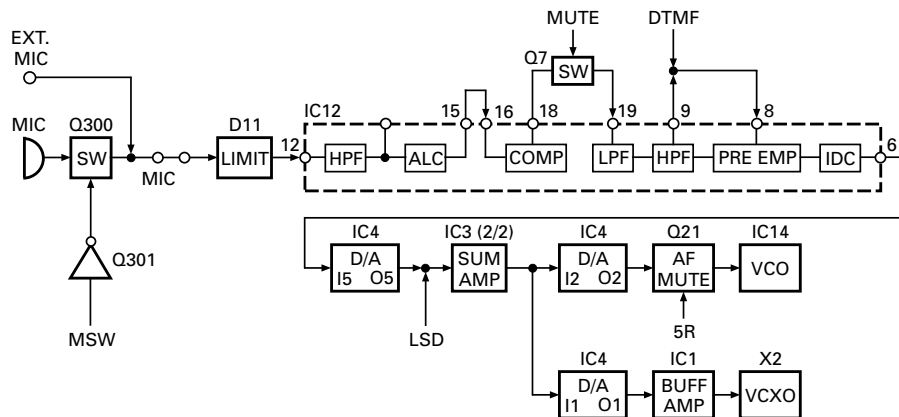 MUTE
DTMF
EXT.
MIC
Q7
SW
MIC
Q300
SW
MIC
D11
LIMIT
12
IC12
15
16
18
19
9
8
6
HPF
ALC
COMP
LPF
HPF
PRE EMP
IDC
Q301
MSW
IC4
D/A
I5 O5
LSD
IC3 (2/2)
SUM
AMP
IC4
D/A
I2 O2
Q21
AF
MUTE
5R
IC14
VCO
IC4
D/A
I1 O1
IC1
BUFF
AMP
X2
VCXO